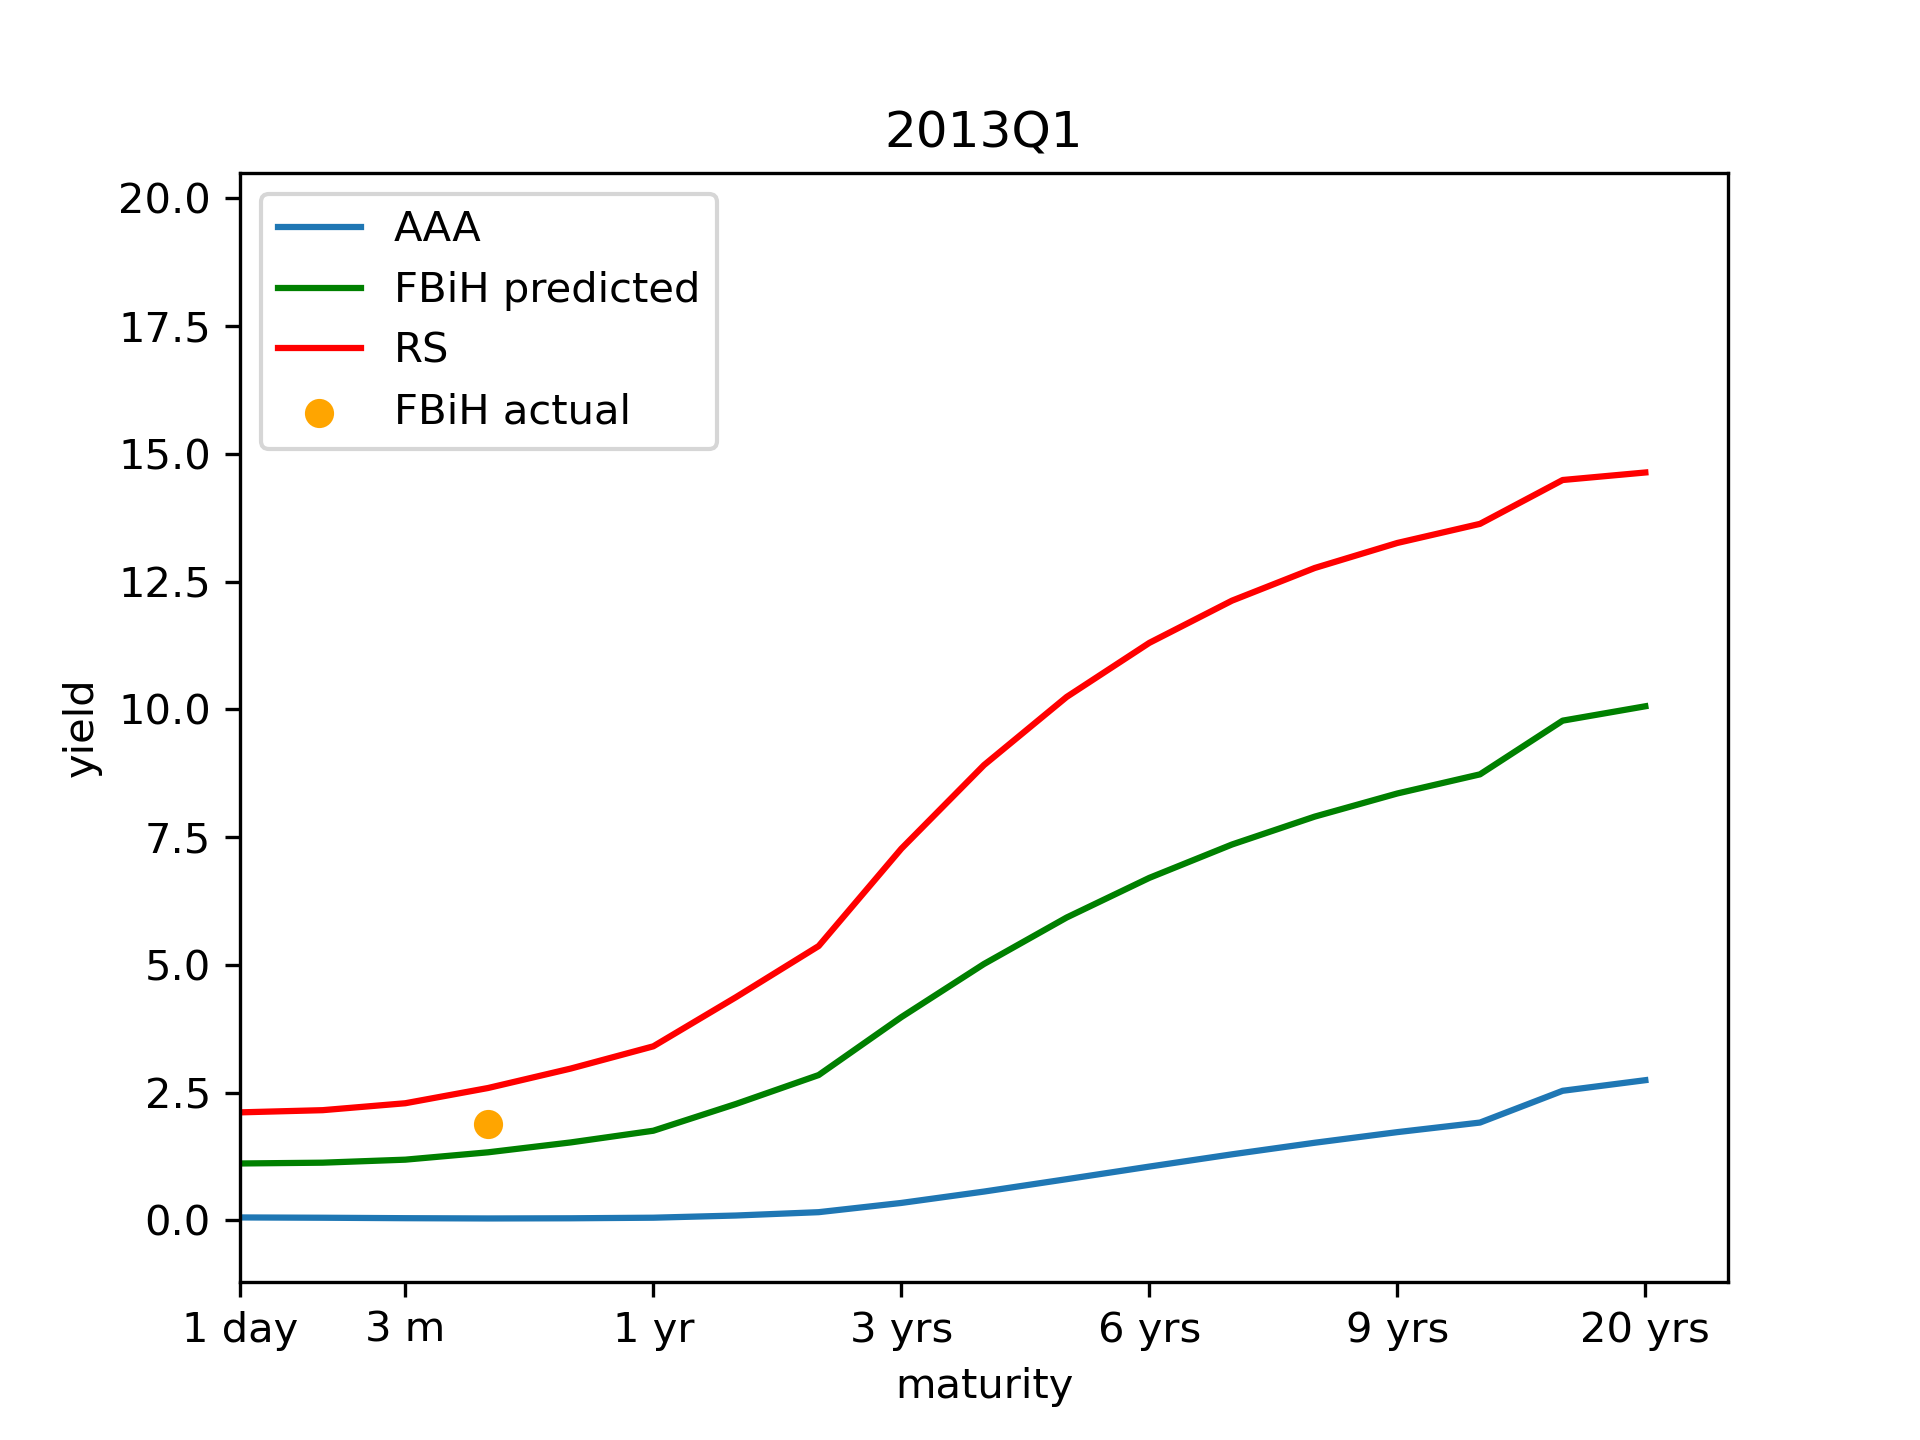 2013Q1
AAA
FBiH predicted
RS
FBiH actual
20.0
17.5
15.0
12.5
10.0
7.5
5.0
2.5
0.0
yield
1 day 3 m 1 yr 3 yrs 6 yrs 9 yrs 20 yrs
maturity